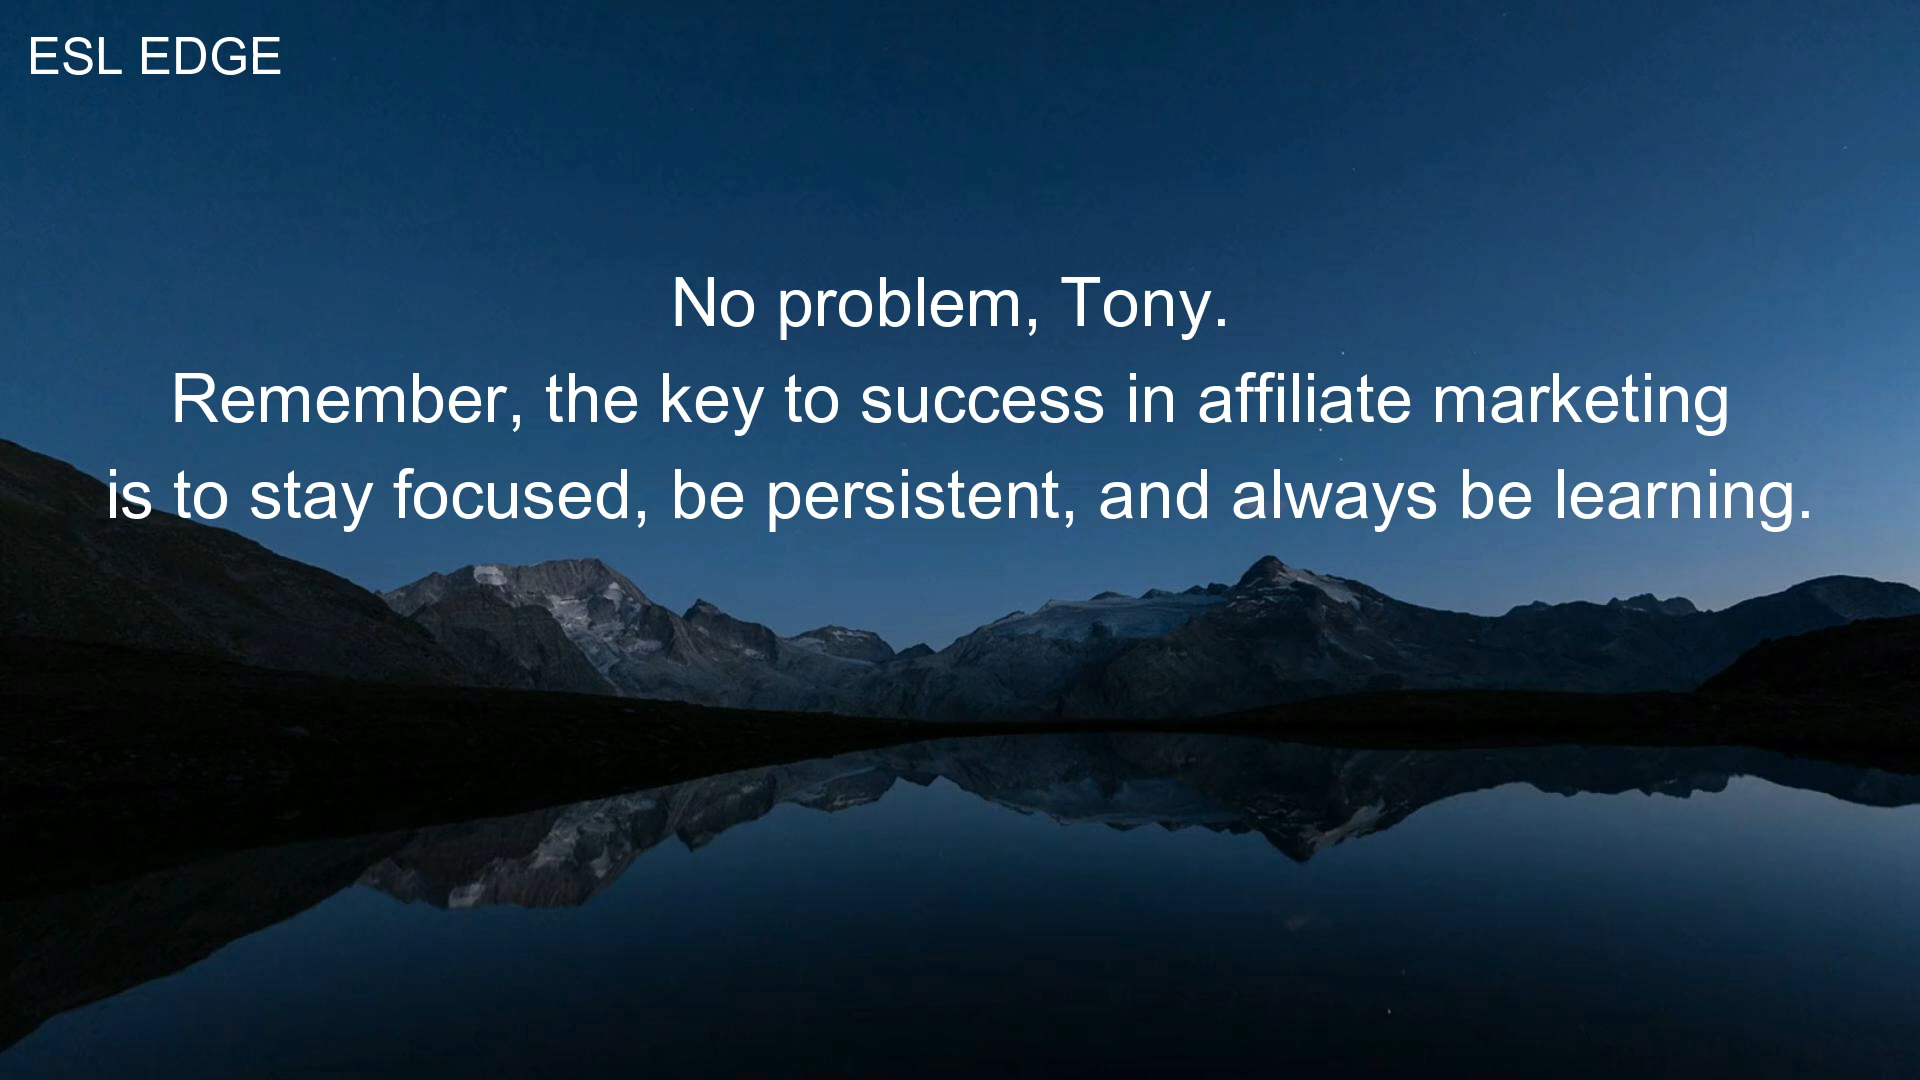 ESL EDGE
No problem, Tony.
Remember, the key to success in affiliate marketing
is to stay focused, be persistent, and always be learning.